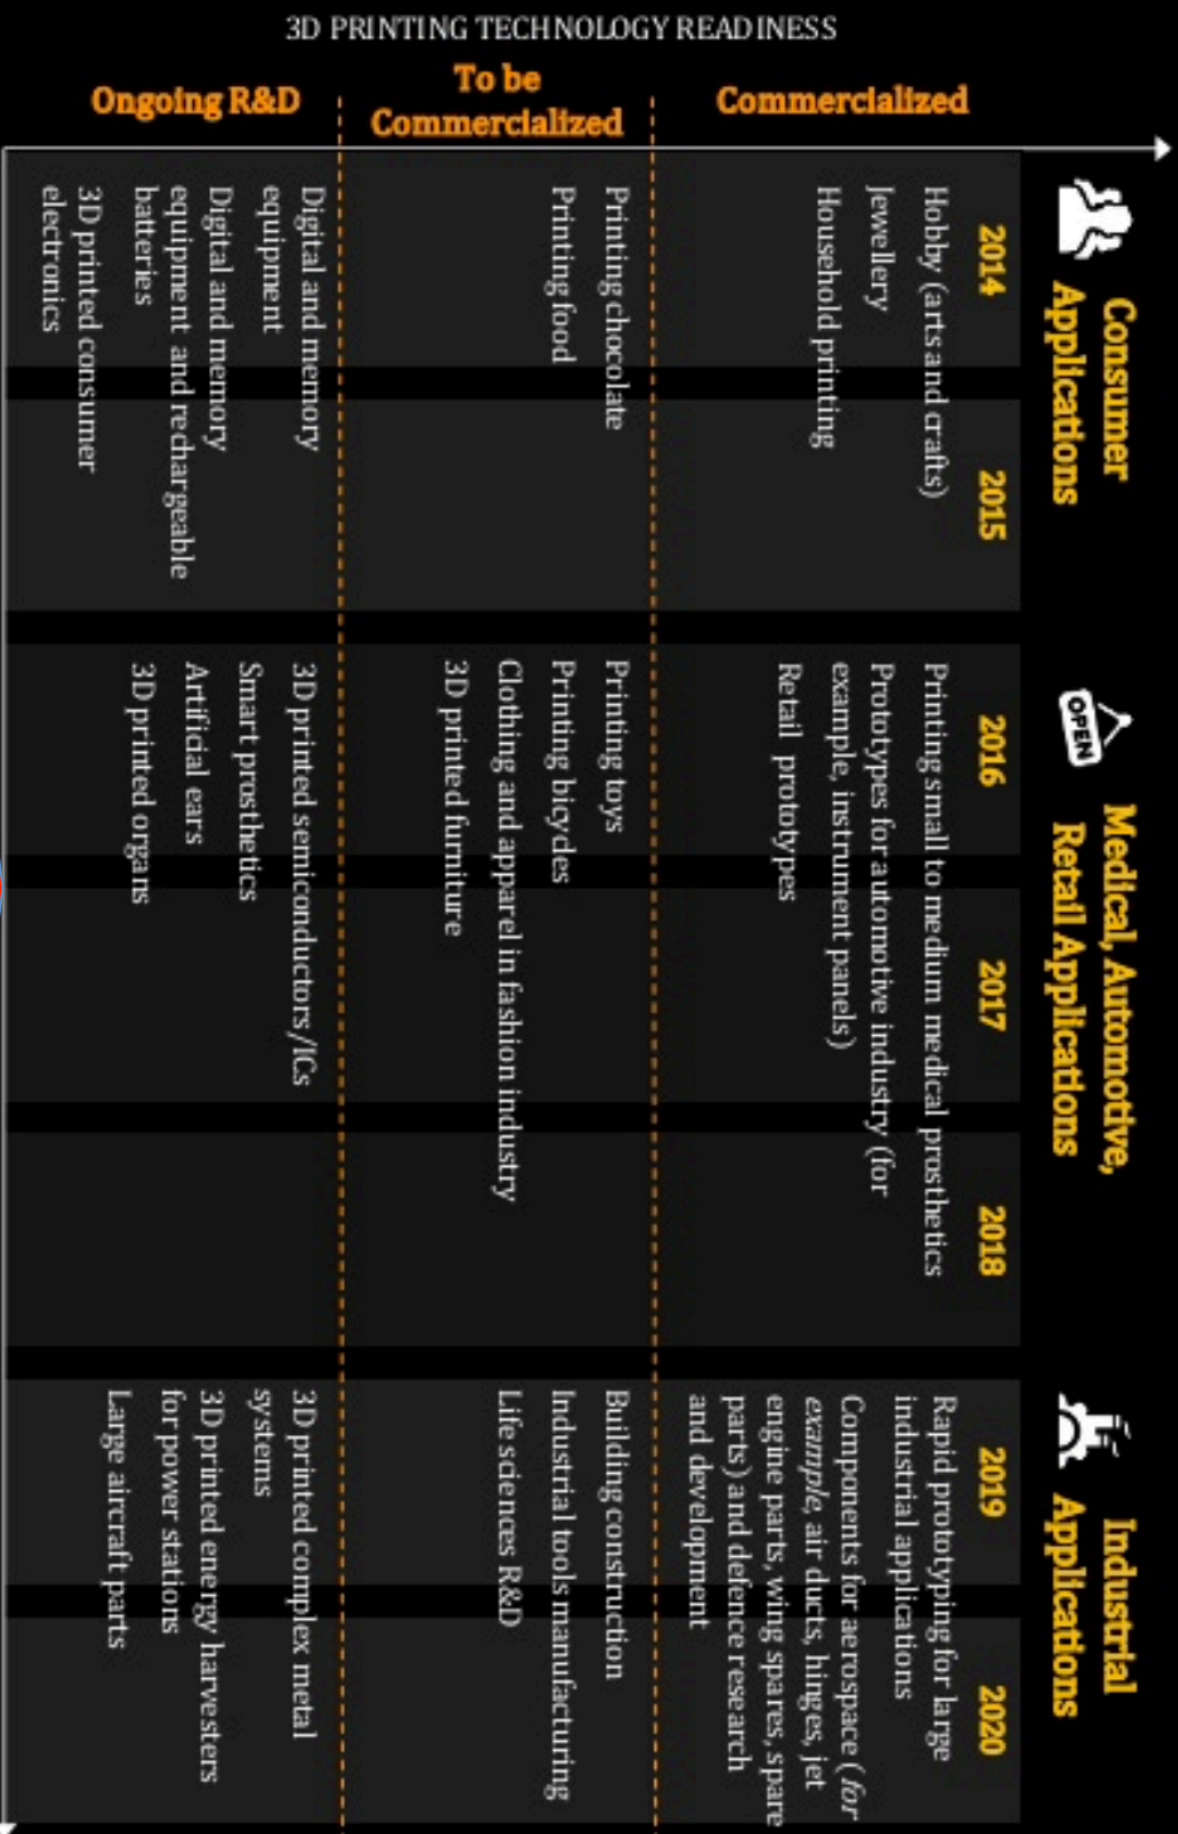 3D PRINTING TECHNOLOGY READINESS
Consumer
Applications
OPEN
Medical, Automotive,
Retail Applications
Industrial
Applications
2014
2015
2016
2017
2018
2019
2020
Commercialized
Hobby (arts and crafts)
Jewellery
Household printing
Printing small to medium medical prosthetics
Prototypes for automotive industry (for
example, instrument panels)
Retail prototypes
Rapid prototyping for large
industrial applications
Components for aerospace (for
example, air ducts, hinges, jet
engine parts, wing spares, spare
parts) and defence research
and development
To be
Commercialized
Printing chocolate
Printing food
Printing toys
Printing bicycles
Clothing and apparel in fashion industry
3D printed furniture
Building construction
Industrial tools manufacturing
Life sciences R&D
Ongoing R&D
Digital and memory
equipment
Digital and memory
equipment and rechargeable
batteries
3D printed consumer
electronics
3D printed semiconductors/ICs
Smart prosthetics
Artificial ears
3D printed organs
3D printed complex metal
systems
3D printed energy harvesters
for power stations
Large aircraft parts